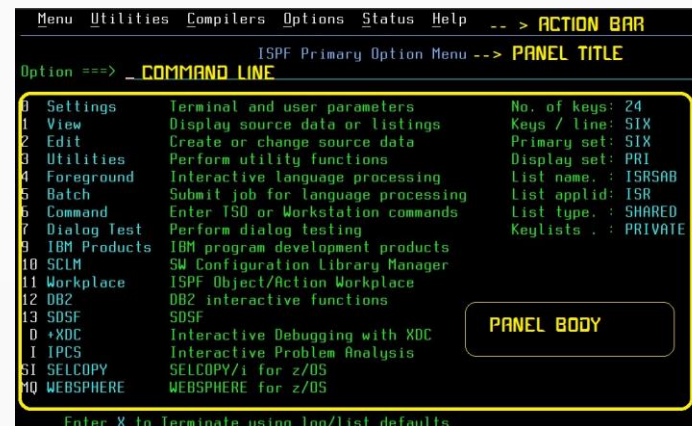 Menu Utilities Compilers Options Status Help -- > ACTION BAR
ISPF Primary Option Menu --> PANEL TITLE
Option ===> _ COMMAND LINE
0 Settings Terminal and user parameters No. of keys: 24
1 View Display source data or listings Keys / line: SIX
2 Edit Create or change source data Primary set: SIX
3 Utilities Perform utility functions Display set: PRI
4 Foreground Interactive language processing List name. : ISRSAB
5 Batch Submit job for language processing List applid: ISR
6 Command Enter TSO or Workstation commands List type. : SHARED
7 Dialog Test Perform dialog testing Keylists . : PRIVATE
9 IBM Products IBM program development products
10 SCLM SW Configuration Library Manager
11 Workplace ISPF Object/Action Workplace
12 DB2 DB2 interactive functions
13 SDSF SDSF
D +XDC Interactive Debugging with XDC
PANEL BODY
I IPCS Interactive Problem Analysis
SI SELCOPY SELCOPY/i for z/OS
MQ WEBSPHERE WEBSPHERE for z/OS
Enter X to Terminate using log/list defaults